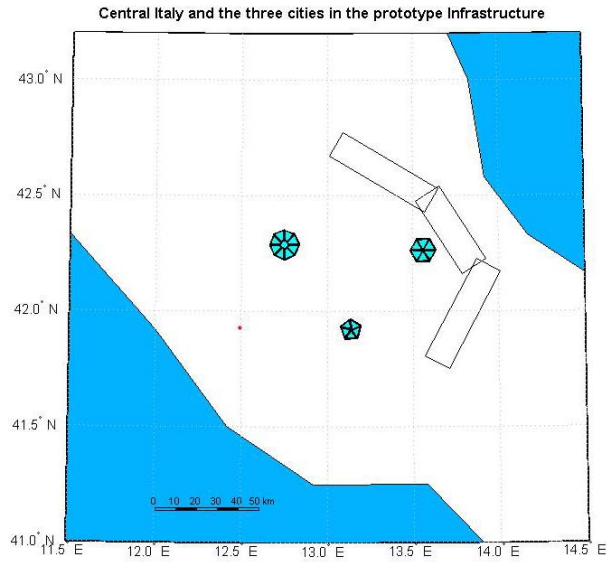 Central Italy and the three cities in the prototype Infrastructure
43.0° N
42.5° N
42.0° N
41.5° N
0 10 20 30 40 50 km
41.0° N
11.5° E 12.0° E 12.5° E 13.0° E 13.5° E 14.0° E 14.5° E